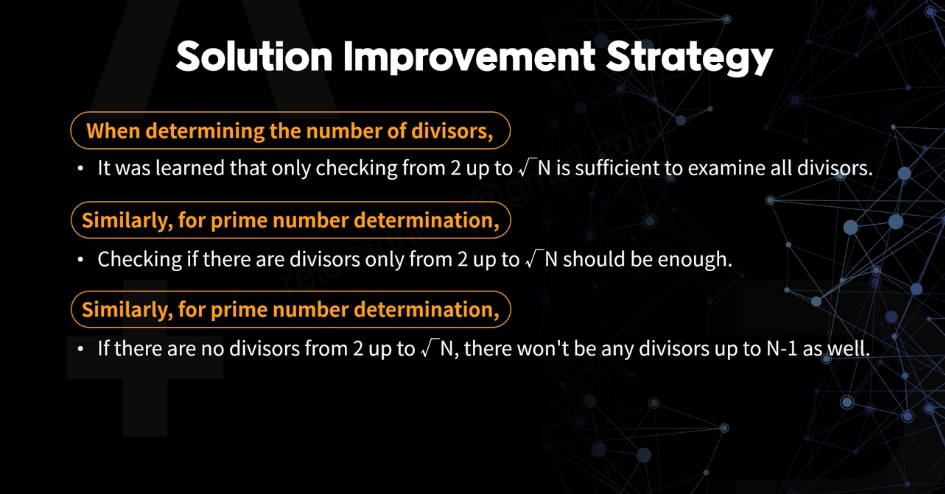 Solution Improvement Strategy
When determining the number of divisors,
• It was learned that only checking from 2 up to √N is sufficient to examine all divisors.
Similarly, for prime number determination,
• Checking if there are divisors only from 2 up to √N should be enough.
Similarly, for prime number determination,
• If there are no divisors from 2 up to √N, there won't be any divisors up to N-1 as well.